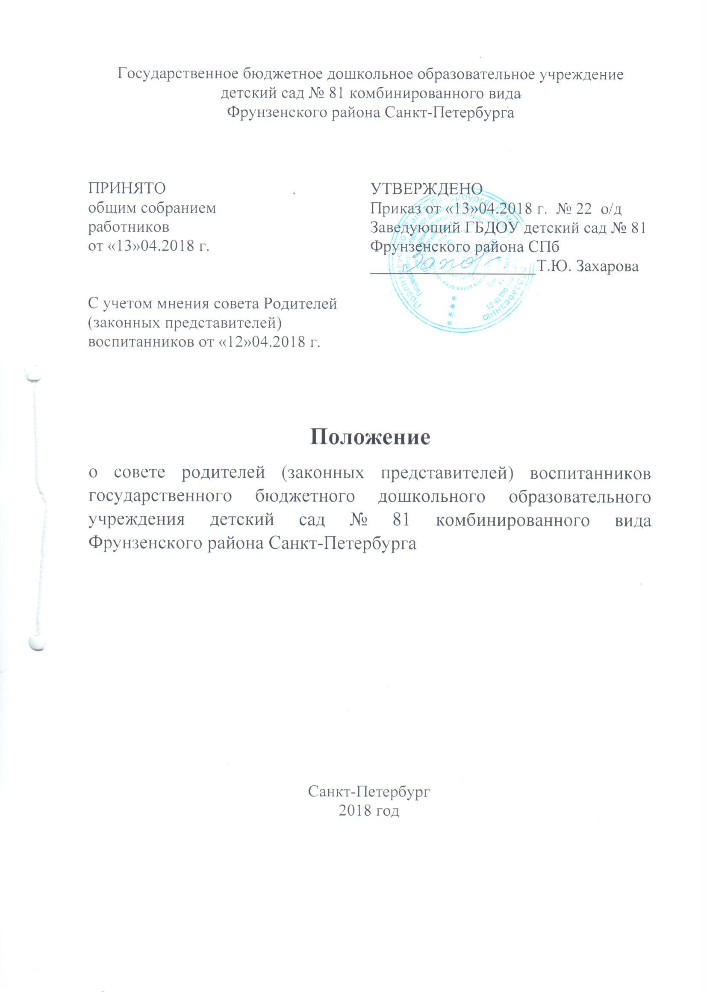 Государственное бюджетное дошкольное образовательное учреждение
детский сад № 81 комбинированного вида
Фрунзенского района Санкт-Петербурга
ПРИНЯТО
общим собранием
работников
от «13»04.2018 г.
С учетом мнения совета Родителей
(законных представителей)
воспитанников от «12»04.2018 г.
УТВЕРЖДЕНО
Приказ от «13»04.2018 г. № 22 о/д
Заведующий ГБДОУ детский сад № 81
Фрунзенского района СПб
____________________Т.Ю. Захарова
Положение
о совете родителей (законных представителей) воспитанников
государственного бюджетного дошкольного образовательного
учреждения детский сад № 81 комбинированного вида
Фрунзенского района Санкт-Петербурга
Санкт-Петербург
2018 год